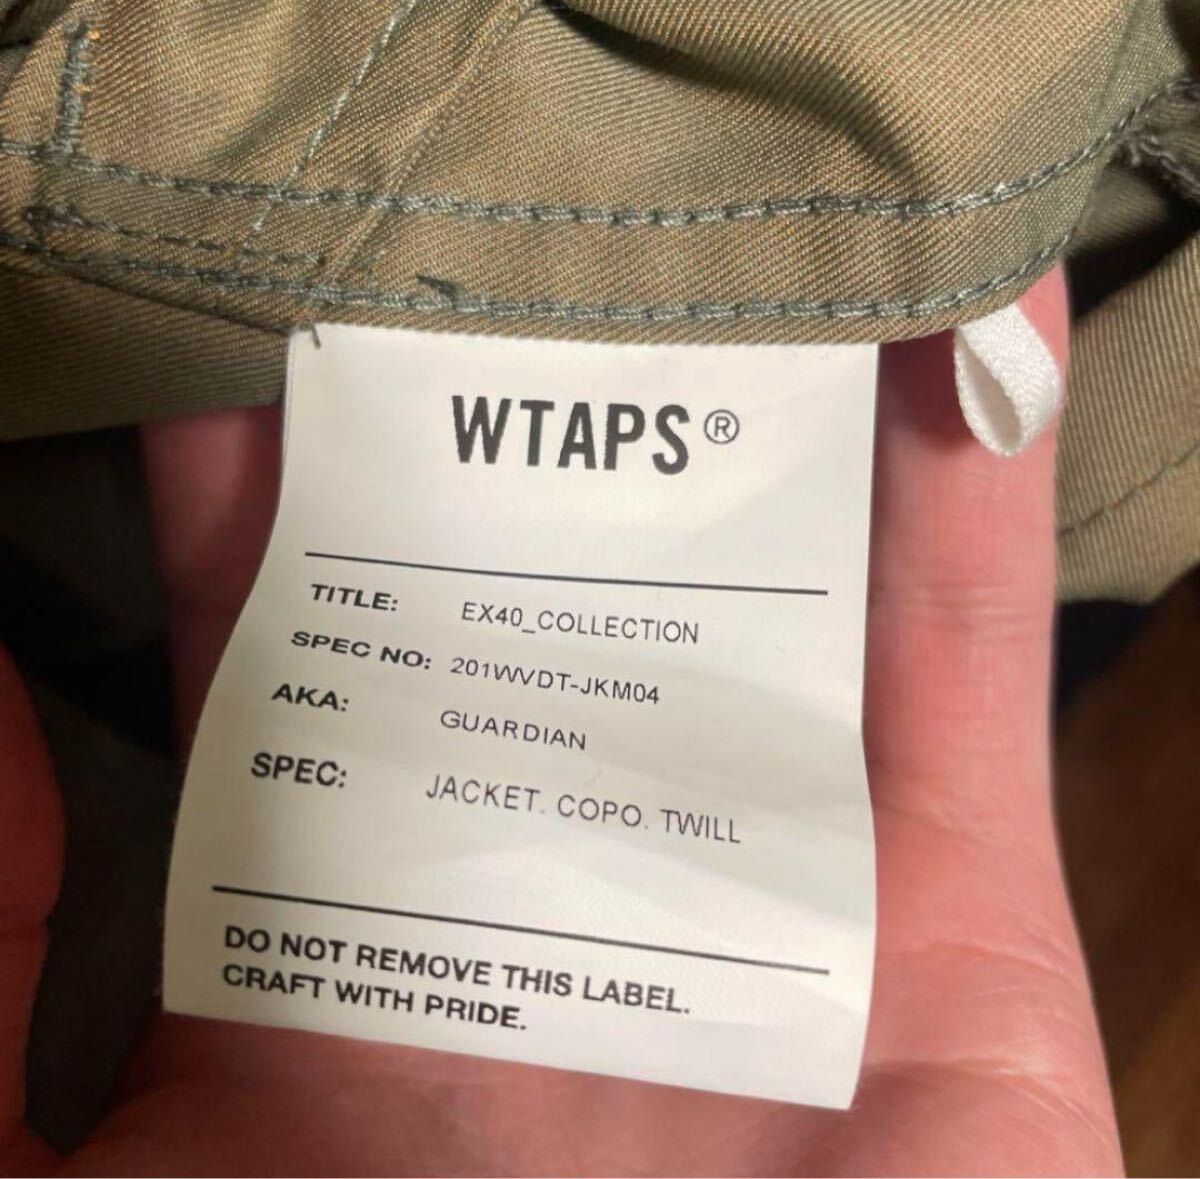 WTAPS®
TITLE: EX40_COLLECTION
SPEC NO: 201WVDT-JKM04
AKA: GUARDIAN
SPEC: JACKET. COPO. TWILL
DO NOT REMOVE THIS LABEL.
CRAFT WITH PRIDE.